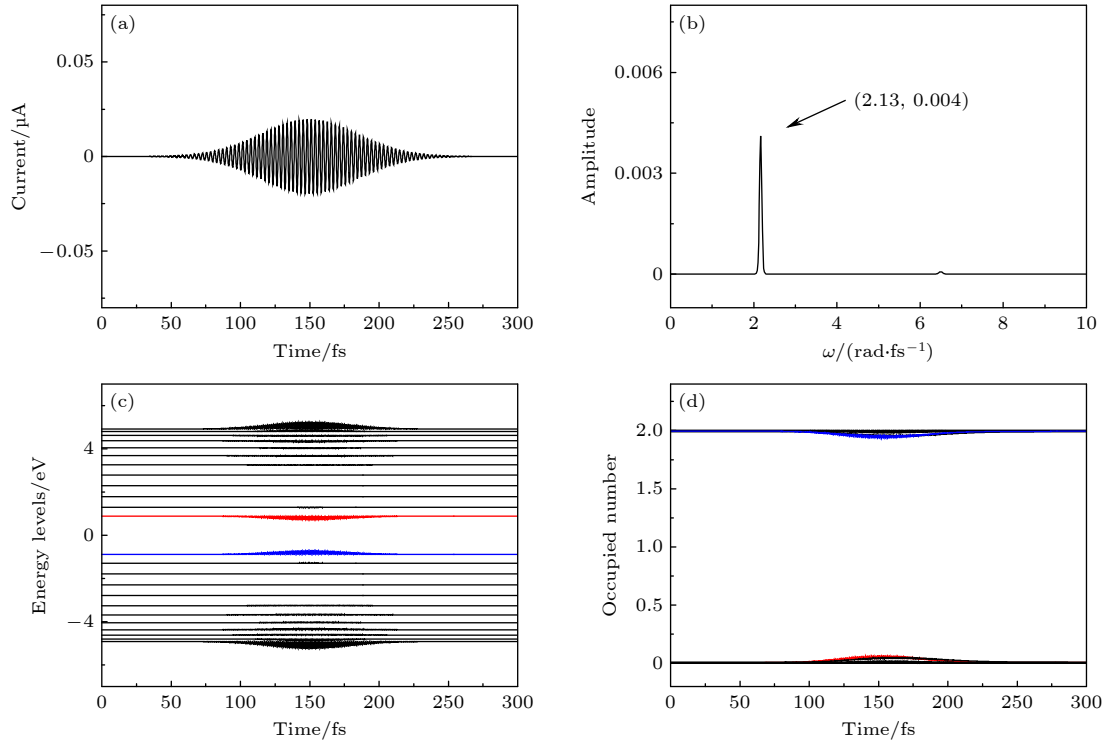 (a)
0.05
0
−0.05
Current/μA
0 50 100 150 200 250 300
Time/fs
(b)
(2.13, 0.004)
0.006
0.003
0
Amplitude
0 2 4 6 8 10
ω/(rad·fs⁻¹)
(c)
4
0
−4
Energy levels/eV
0 50 100 150 200 250 300
Time/fs
(d)
2.0
1.5
1.0
0.5
0
Occupied number
0 50 100 150 200 250 300
Time/fs